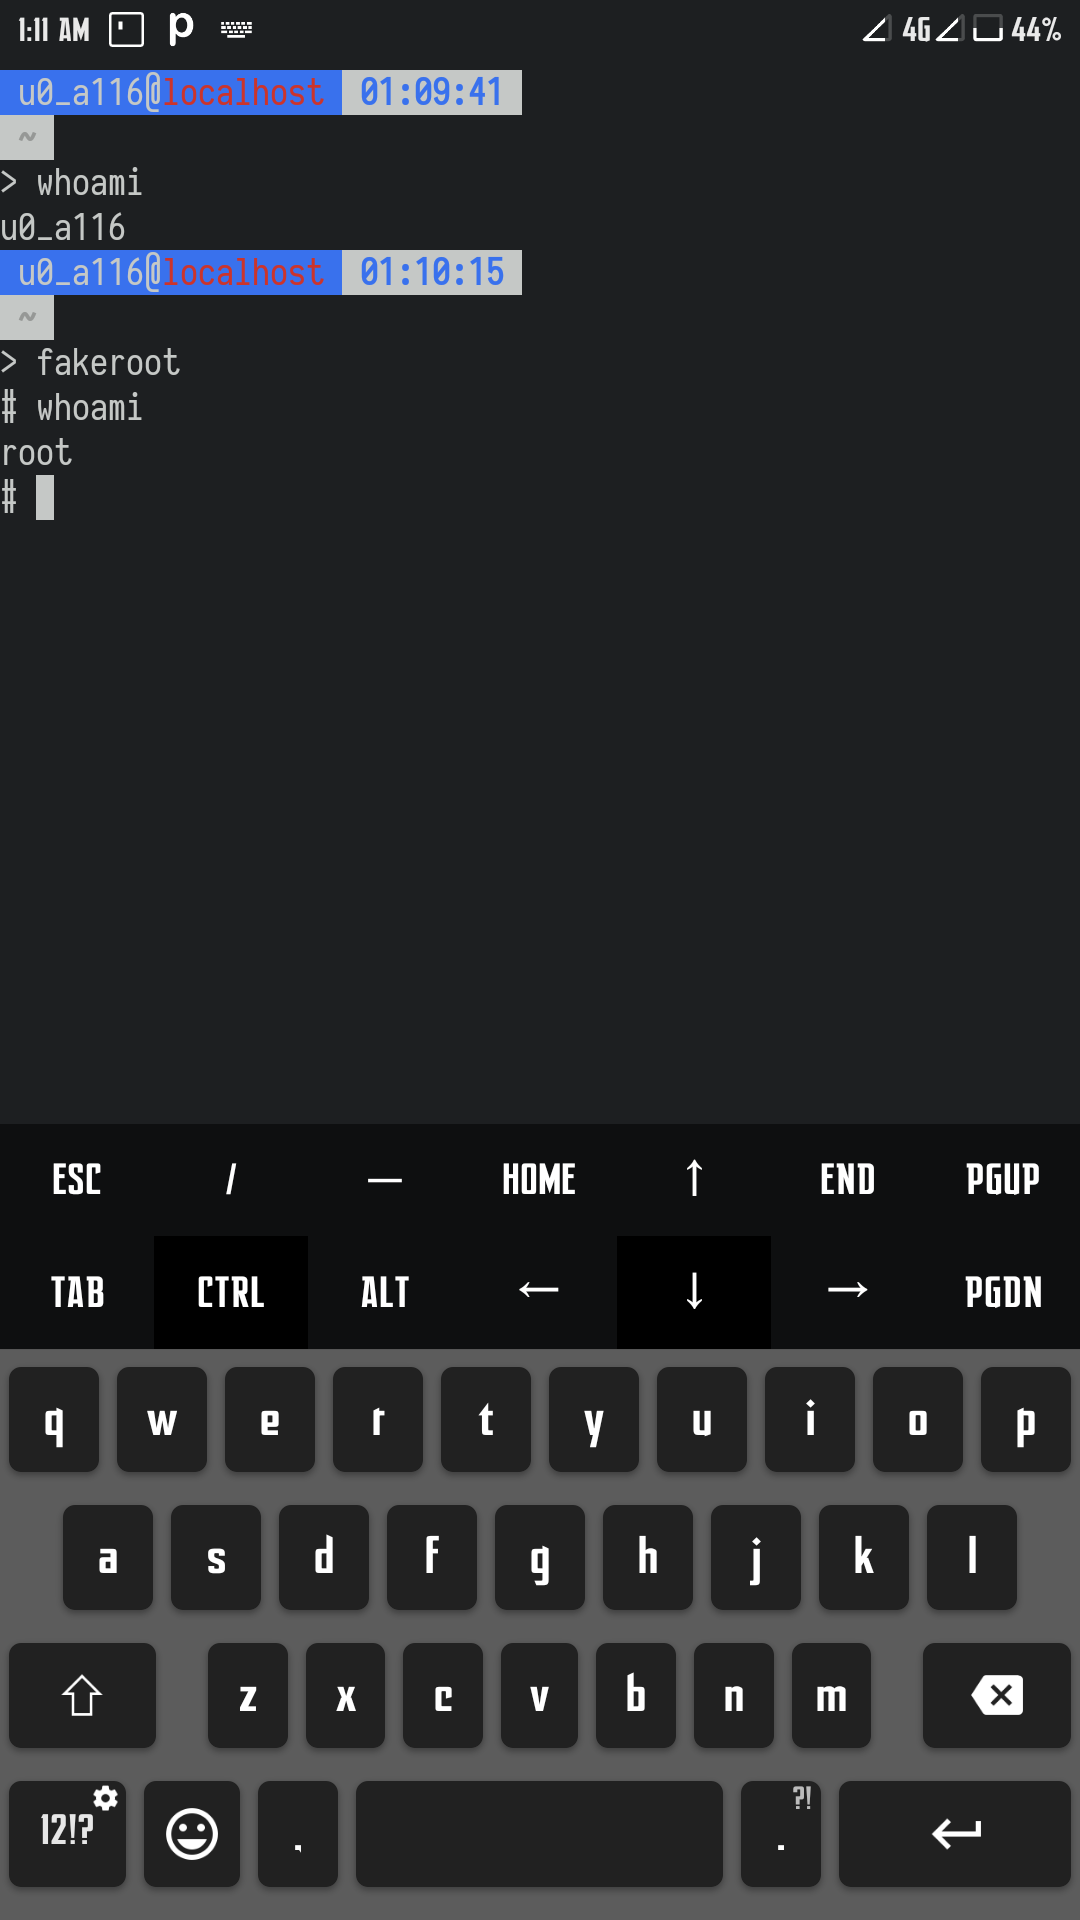 1:11 AM p 4G 44%
u0_a116@localhost 01:09:41
~
> whoami
u0_a116
u0_a116@localhost 01:10:15
~
> fakeroot
# whoami
root
#
ESC / — HOME ↑ END PGUP
TAB CTRL ALT ← ↓ → PGDN
q w e r t y u i o p
a s d f g h j k l
z x c v b n m
?!
12!? , .